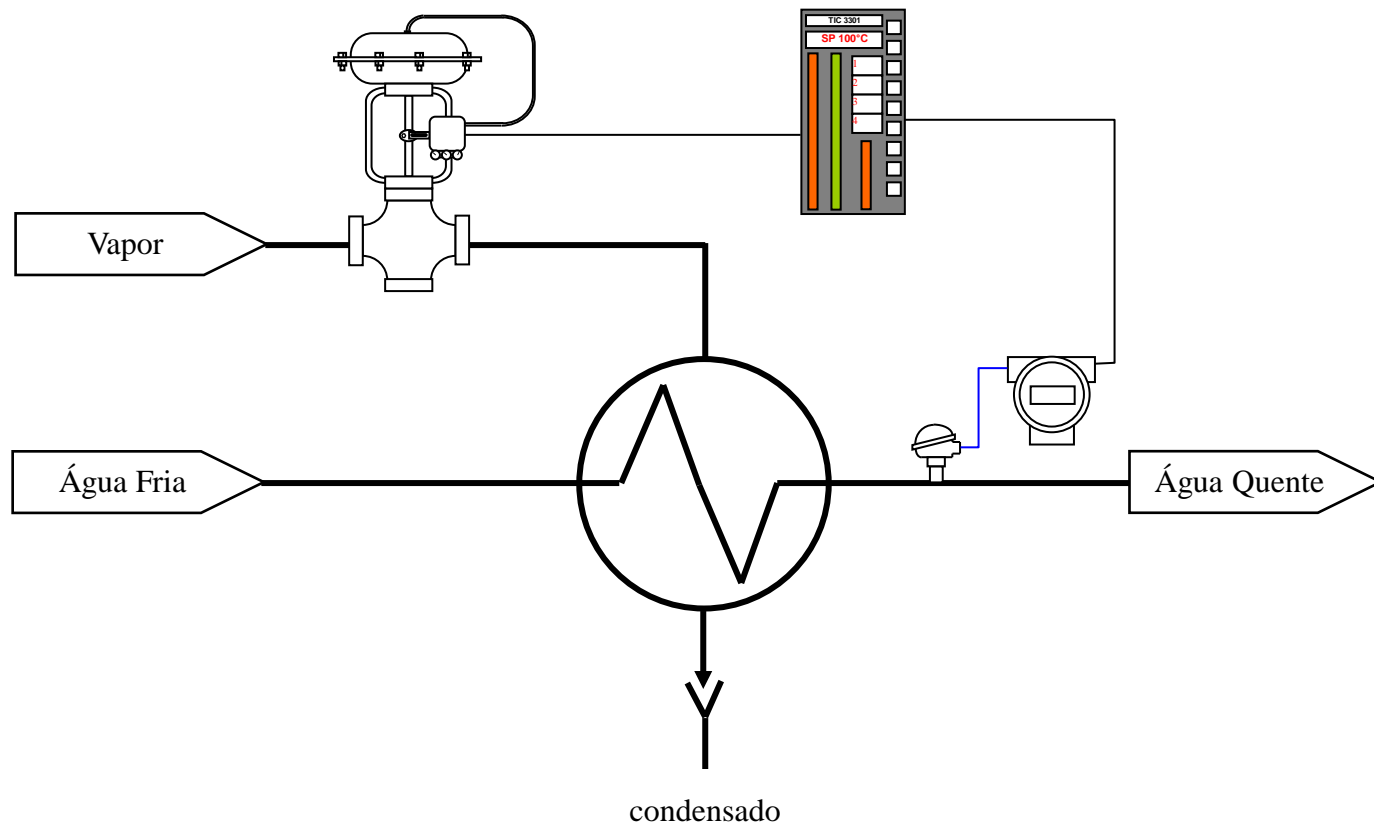 TIC 3301
SP 100°C
1
2
3
4
Vapor
Água Fria
Água Quente
condensado